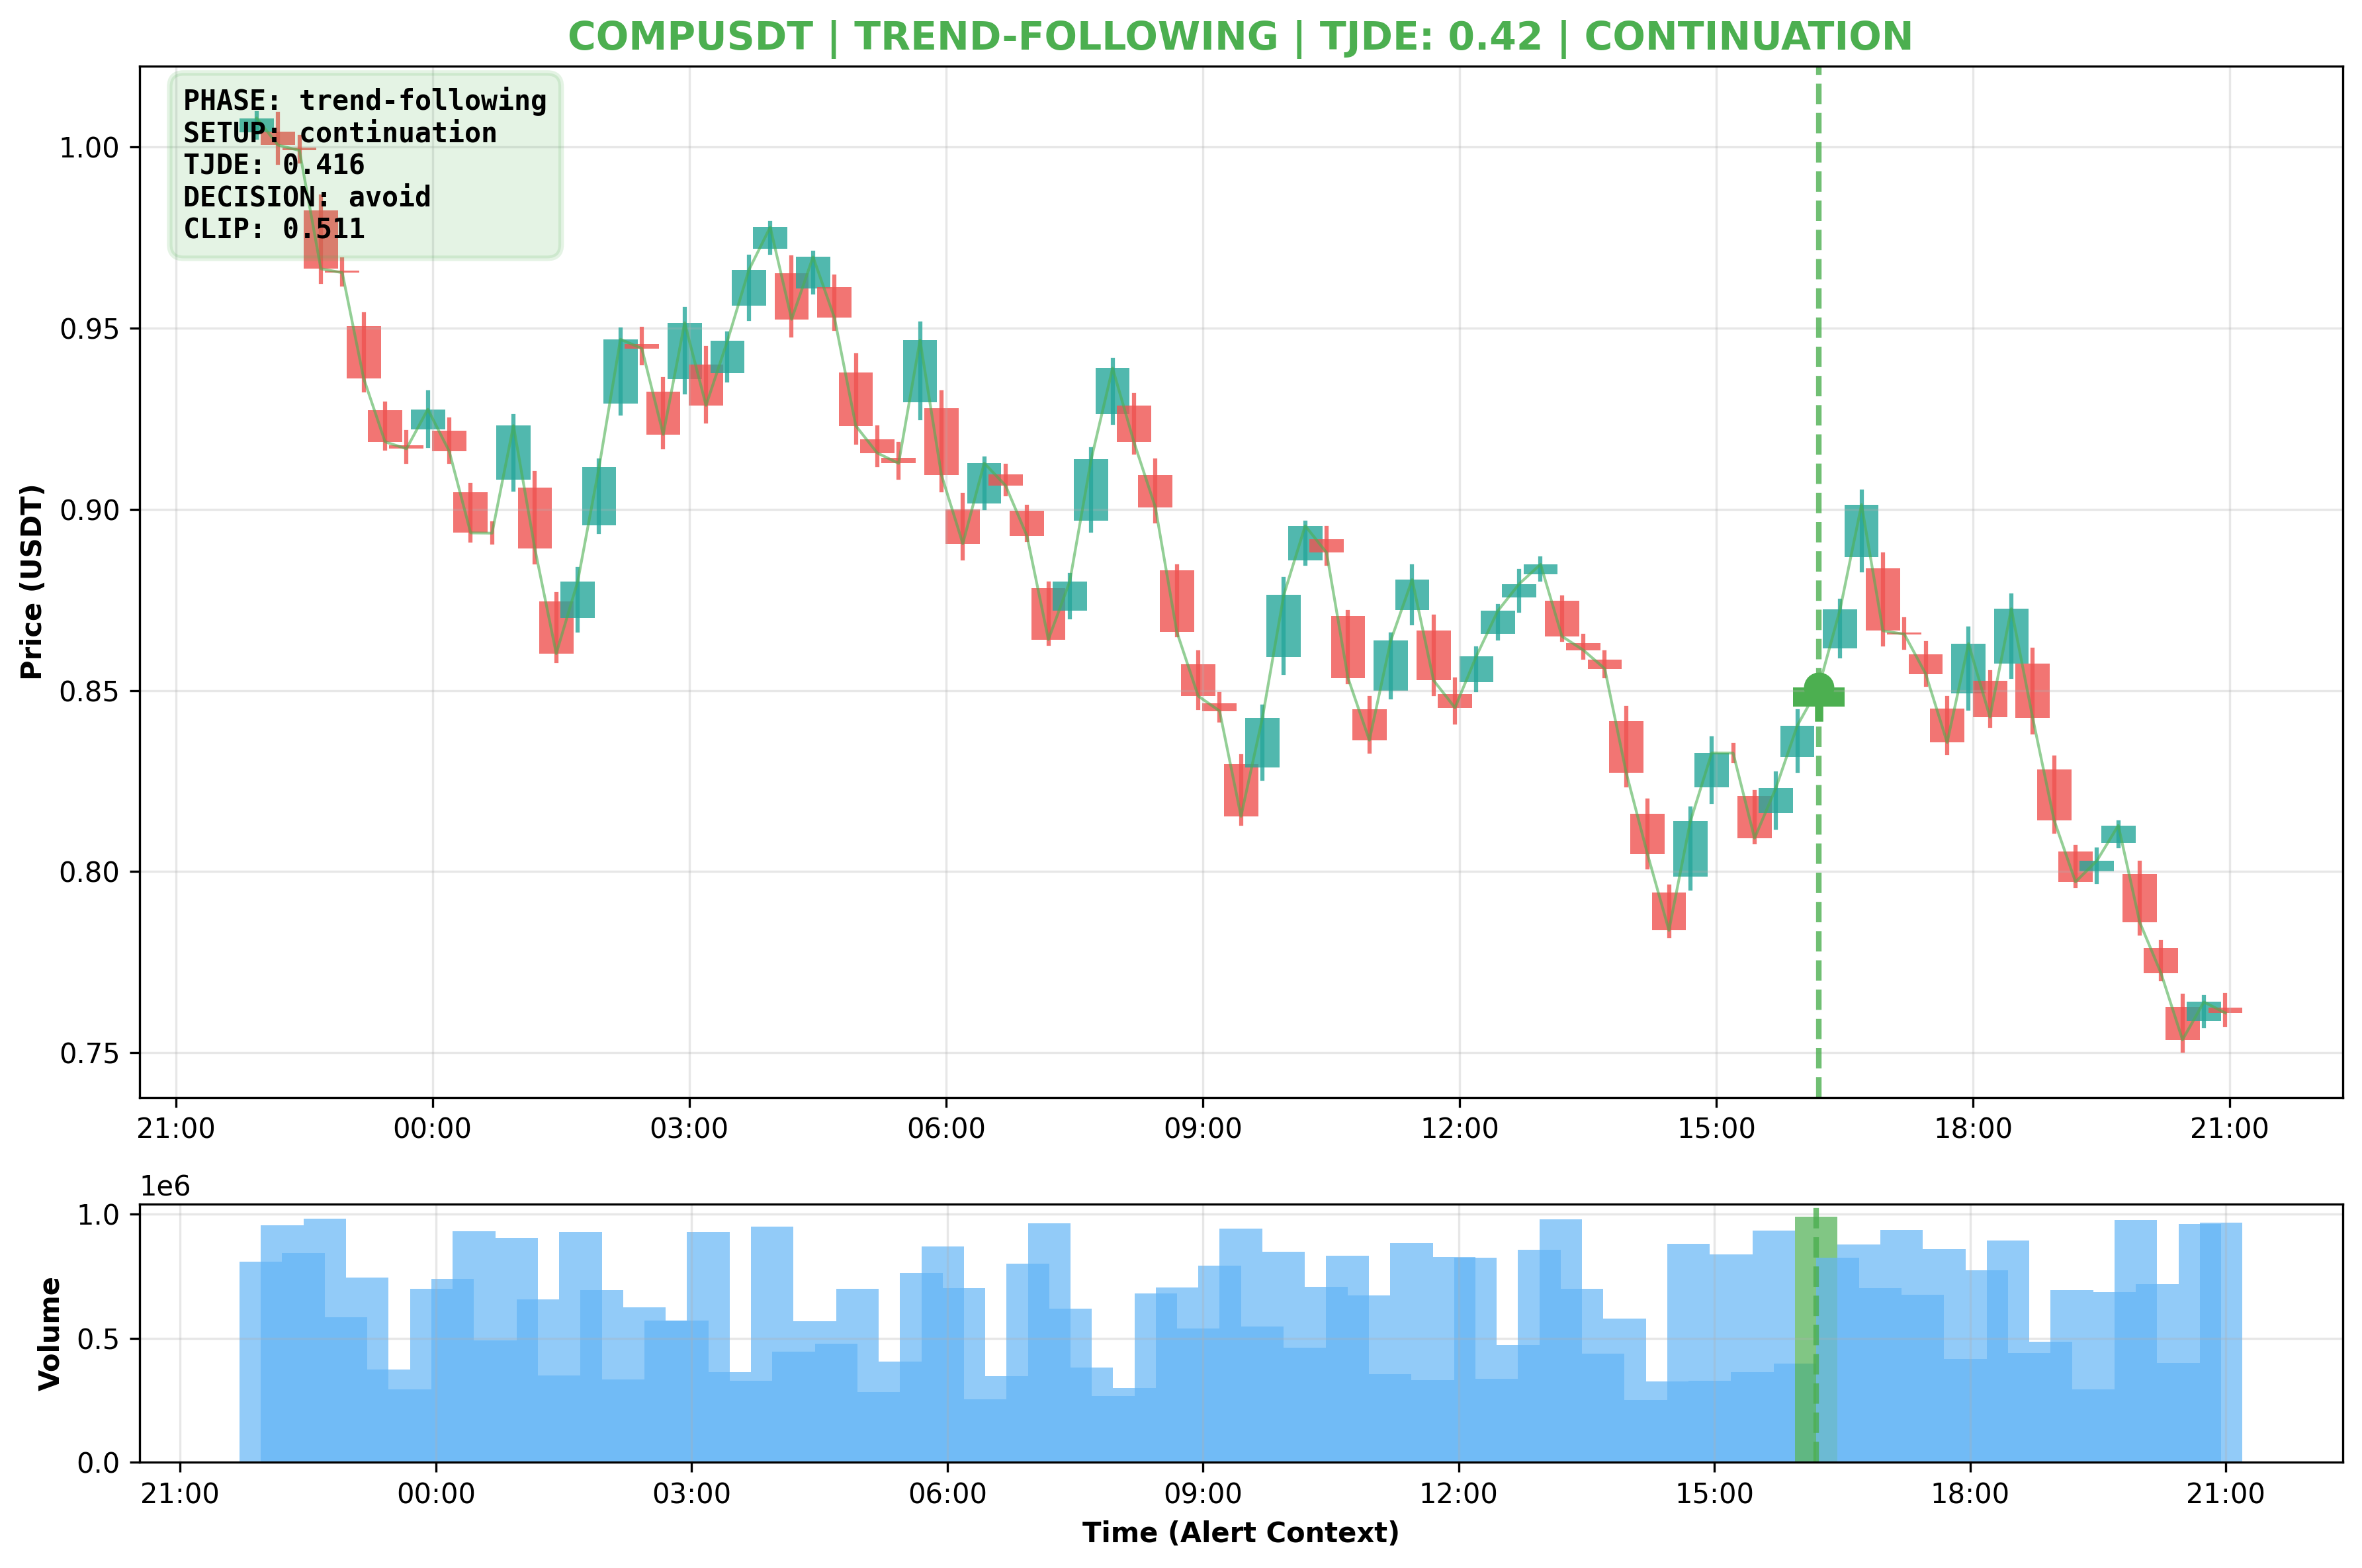 COMPUSDT | TREND-FOLLOWING | TJDE: 0.42 | CONTINUATION
PHASE: trend-following
SETUP: continuation
TJDE: 0.416
DECISION: avoid
CLIP: 0.511
Price (USDT)
1.00
0.95
0.90
0.85
0.80
0.75
21:00 00:00 03:00 06:00 09:00 12:00 15:00 18:00 21:00
1e6
Volume
1.0
0.5
0.0
21:00 00:00 03:00 06:00 09:00 12:00 15:00 18:00 21:00
Time (Alert Context)